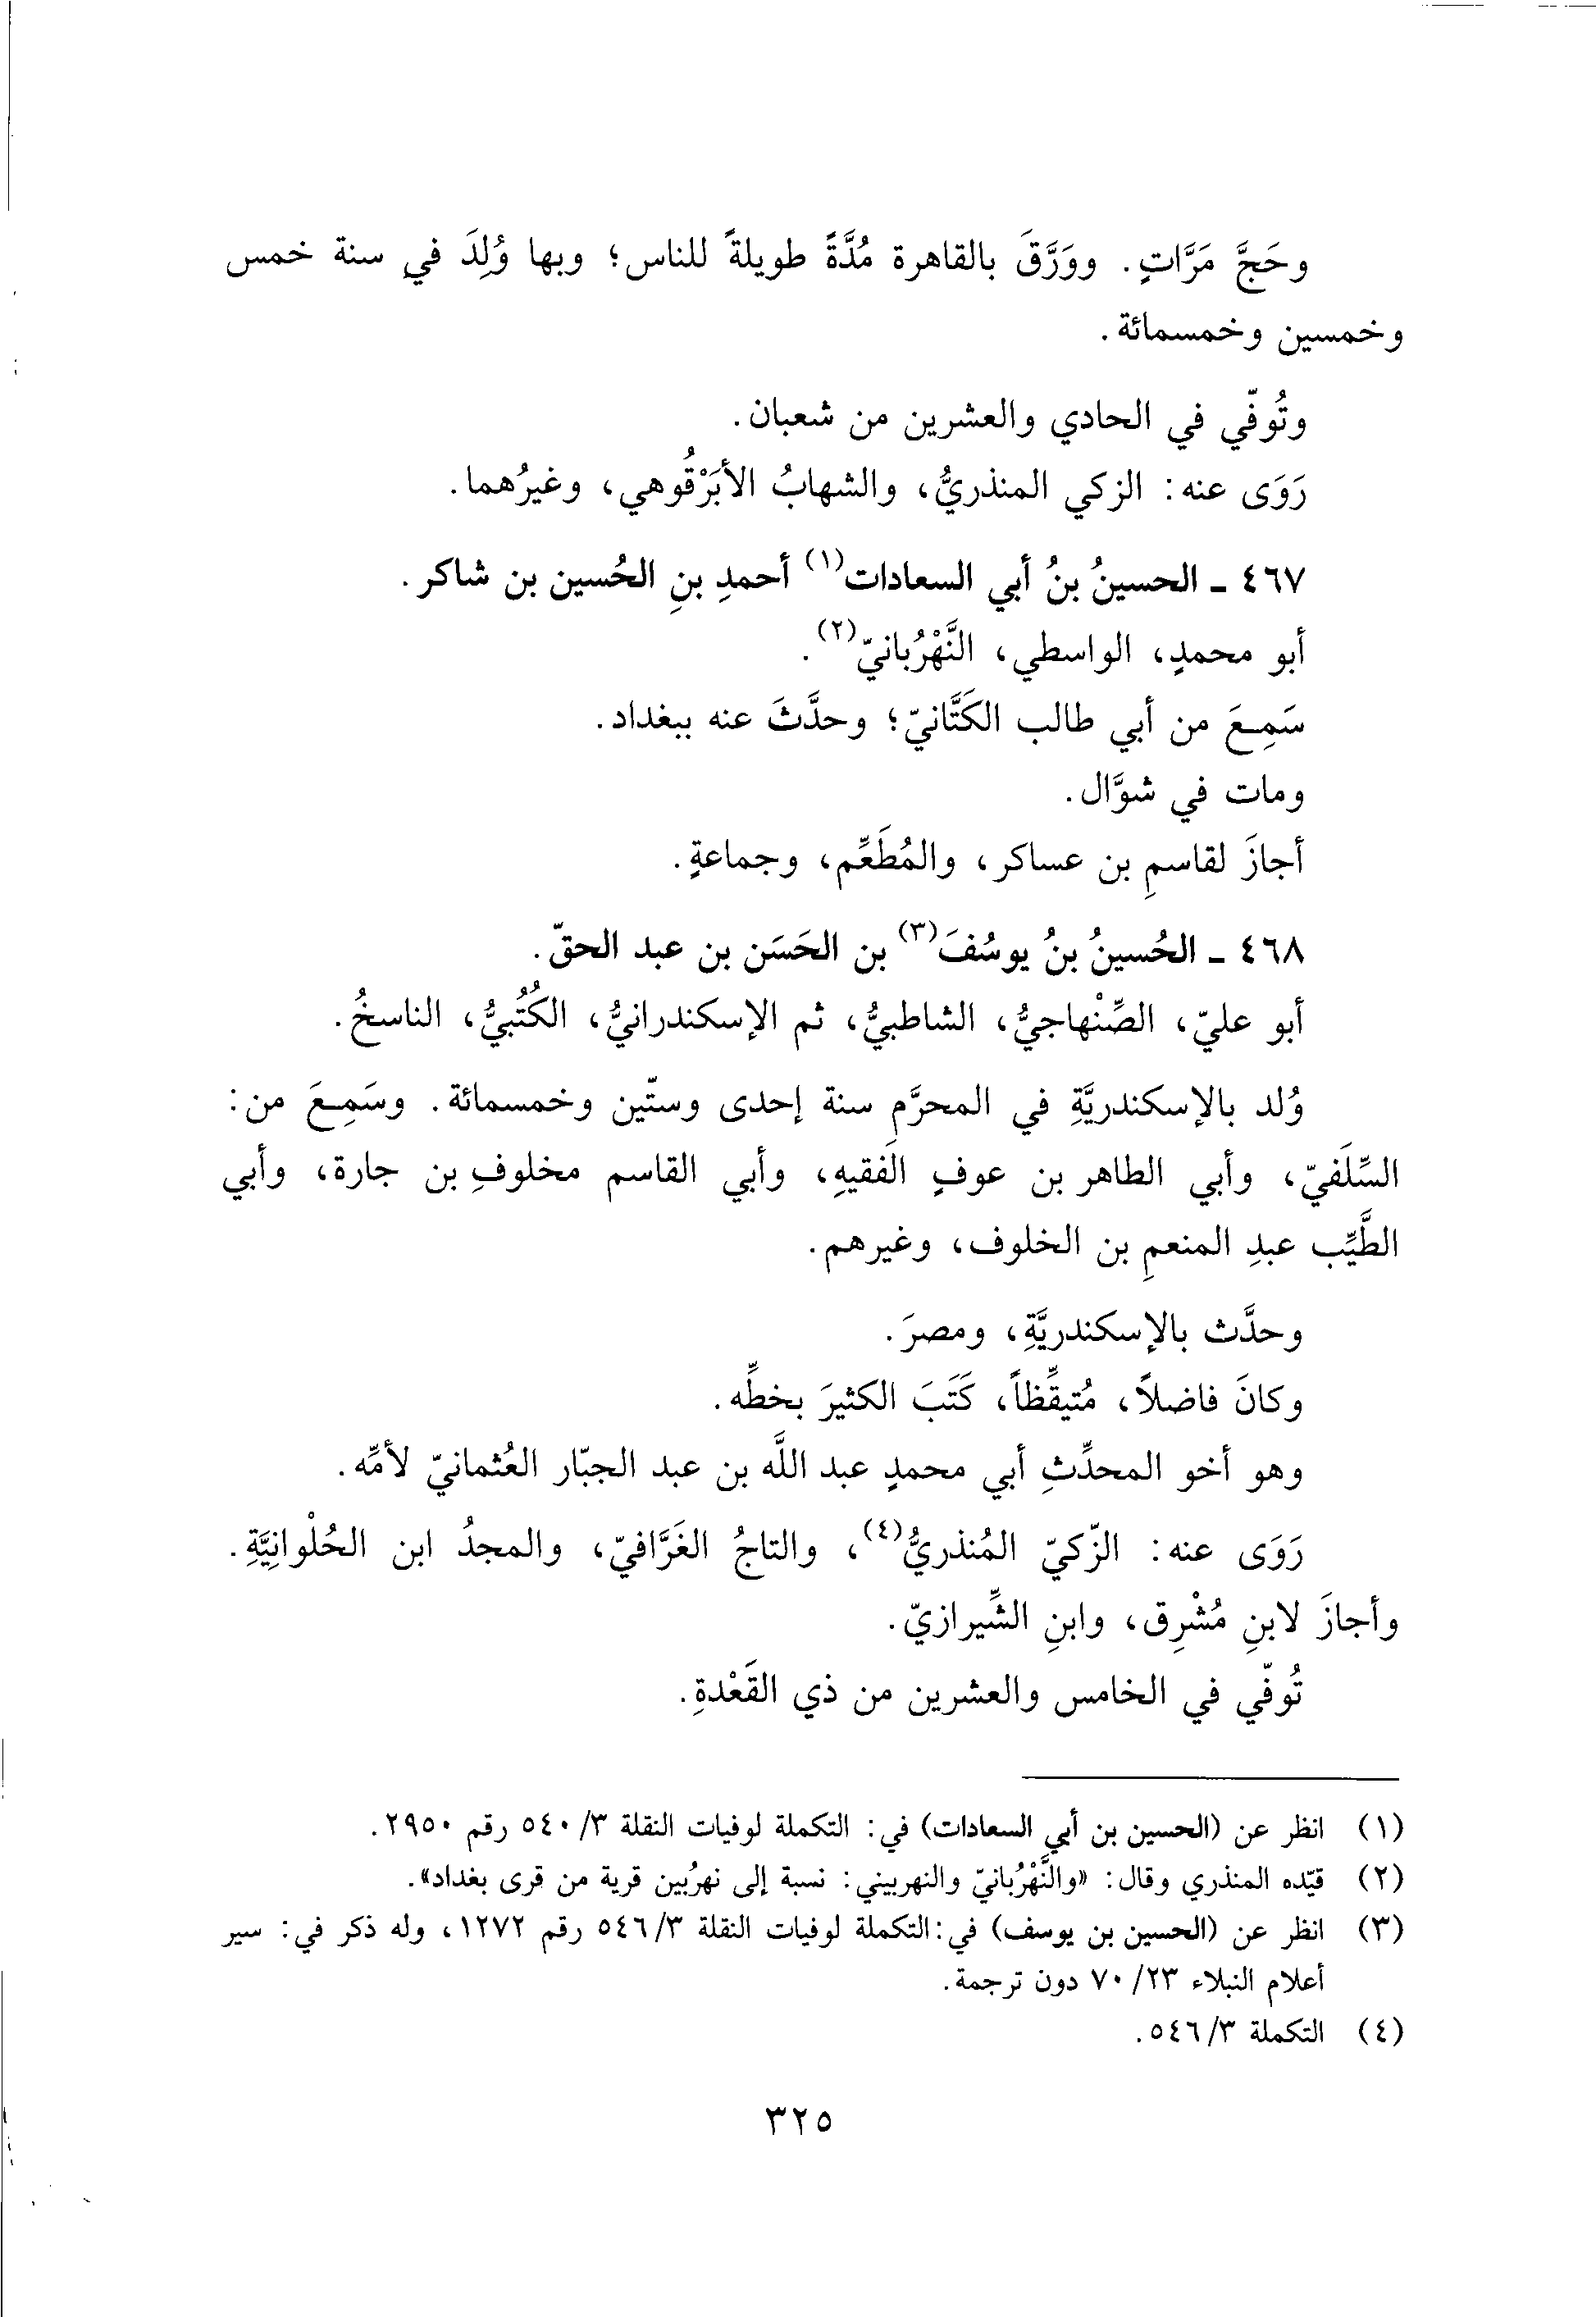 وحَجَّ مَرَّاتٍ. ووَرَّقَ بالقاهرة مُدَّةً طويلةً للناس؛ وبها وُلِدَ في سنة خمس
وخمسين وخمسمائة.
وتُوفّي في الحادي والعشرين من شعبان.
رَوَى عنه: الزكي المنذريُّ، والشهابُ الأبَرْقُوهي، وغيرُهما.
٤٦٧ ـ الحسينُ بنُ أبي السعادات(١) أحمدِ بنِ الحُسين بن شاكر.
أبو محمدٍ، الواسطي، النَّهْرُبانيّ(٢).
سَمِعَ من أبي طالب الكَتَّانيّ؛ وحدَّثَ عنه ببغداد.
ومات في شوَّال.
أجازَ لقاسمِ بن عساكر، والمُطَعِّم، وجماعةٍ.
٤٦٨ ـ الحُسينُ بنُ يوسُفَ(٣) بن الحَسَن بن عبد الحقّ.
أبو عليّ، الصِّنْهاجيُّ، الشاطبيُّ، ثم الإسكندرانيُّ، الكُتُبيُّ، الناسخُ.
وُلد بالإسكندريَّةِ في المحرَّم سنة إحدى وستّين وخمسمائة. وسَمِعَ من:
السِّلَفيّ، وأبي الطاهر بن عوفٍ الَفقيهِ، وأبي القاسم مخلوفِ بن جارة، وأبي
الطَّيِّب عبدِ المنعمِ بن الخلوف، وغيرهم.
وحدَّث بالإسكندريَّةِ، ومصرَ.
وكانَ فاضلاً، مُتيقِّظاً، كَتَبَ الكثيرَ بخطِّه.
وهو أخو المحدِّثِ أبي محمدٍ عبد اللَّه بن عبد الجبّار العُثمانيّ لأمِّه.
رَوَى عنه: الزّكيّ المُنذريُّ(٤)، والتاجُ الغَرَّافيّ، والمجدُ ابن الحُلْوانِيَّةِ.
وأجازَ لابنِ مُشْرِق، وابنِ الشِّيرازيّ.
تُوفّي في الخامس والعشرين من ذي القَعْدةِ.
(١) انظر عن (الحسين بن أبي السعادات) في: التكملة لوفيات النقلة ٣/ ٥٤٠ رقم ٢٩٥٠.
(٢) قيّده المنذري وقال: «والنَّهْرُبانيّ والنهربيني: نسبة إلى نهرُبين قرية من قرى بغداد».
(٣) انظر عن (الحسين بن يوسف) في: التكملة لوفيات النقلة ٣/ ٥٤٦ رقم ١٢٧٢، وله ذكر في: سير
أعلام النبلاء ٢٣/ ٧٠ دون ترجمة.
(٤) التكملة ٣/ ٥٤٦.
٣٢٥